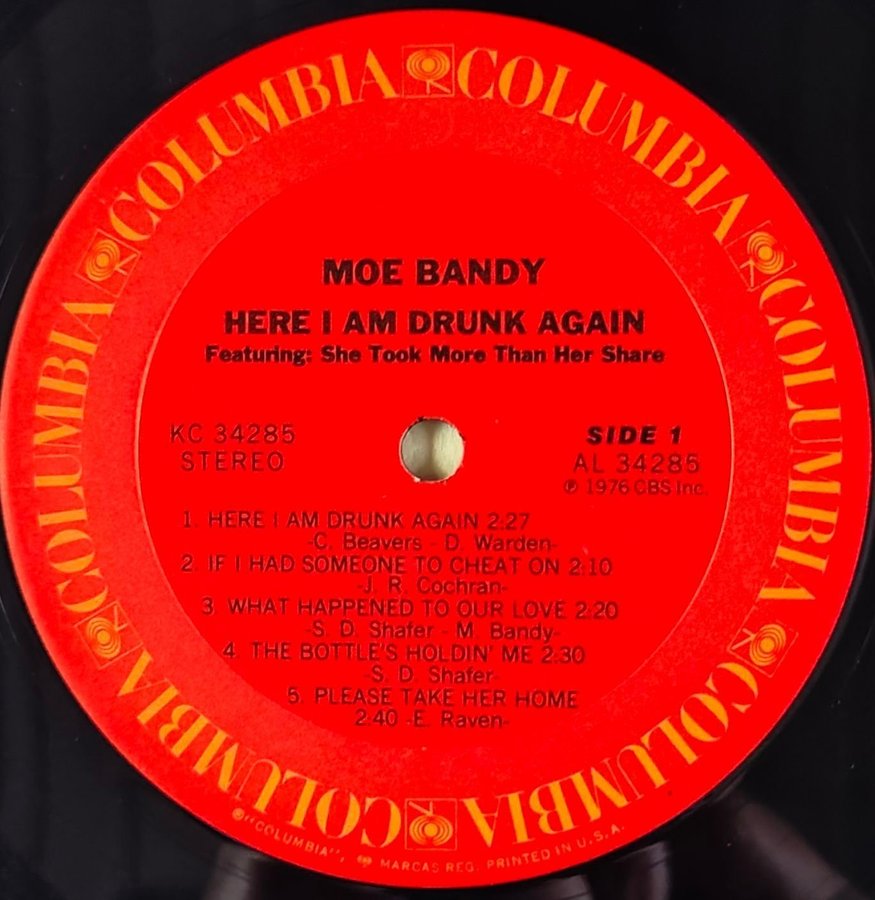 COLUMBIA COLUMBIA COLUMBIA COLUMBIA COLUMBIA COLUMBIA COLUMBIA
MOE BANDY
HERE I AM DRUNK AGAIN
Featuring: She Took More Than Her Share
KC 34285
STEREO
SIDE 1
AL 34285
℗ 1976 CBS Inc.
1. HERE I AM DRUNK AGAIN 2:27
-C. Beavers - D. Warden-
2. IF I HAD SOMEONE TO CHEAT ON 2:10
-J. R. Cochran-
3. WHAT HAPPENED TO OUR LOVE 2:20
-S. D. Shafer - M. Bandy-
4. THE BOTTLE'S HOLDIN' ME 2:30
-S. D. Shafer-
5. PLEASE TAKE HER HOME
2:40 -E. Raven-
®"COLUMBIA", MARCAS REG. PRINTED IN U.S.A.